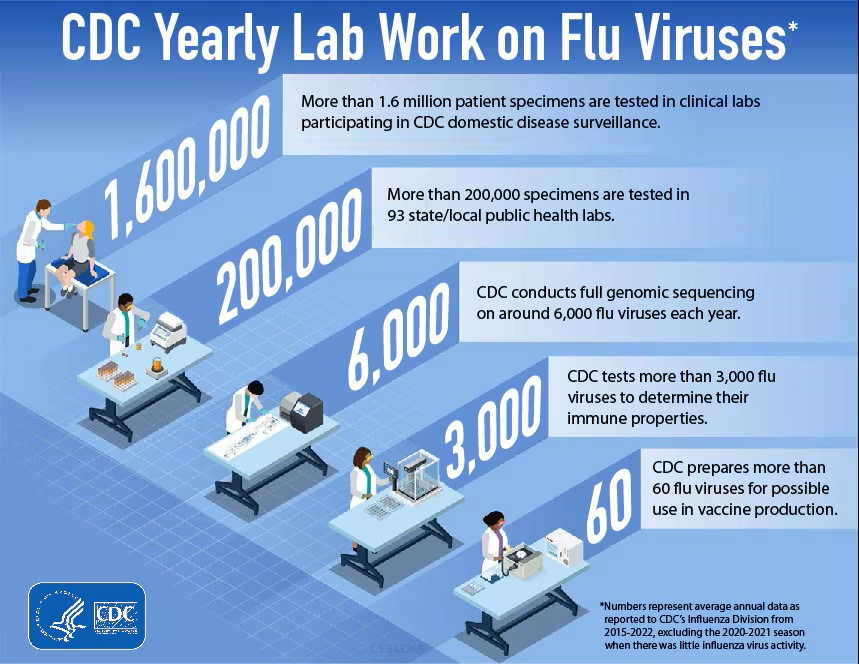 CDC Yearly Lab Work on Flu Viruses*
1,600,000
More than 1.6 million patient specimens are tested in clinical labs
participating in CDC domestic disease surveillance.
200,000
More than 200,000 specimens are tested in
93 state/local public health labs.
6,000
CDC conducts full genomic sequencing
on around 6,000 flu viruses each year.
3,000
CDC tests more than 3,000 flu
viruses to determine their
immune properties.
60
CDC prepares more than
60 flu viruses for possible
use in vaccine production.
CDC
*Numbers represent average annual data as
reported to CDC's Influenza Division from
2015-2022, excluding the 2020-2021 season
when there was little influenza virus activity.